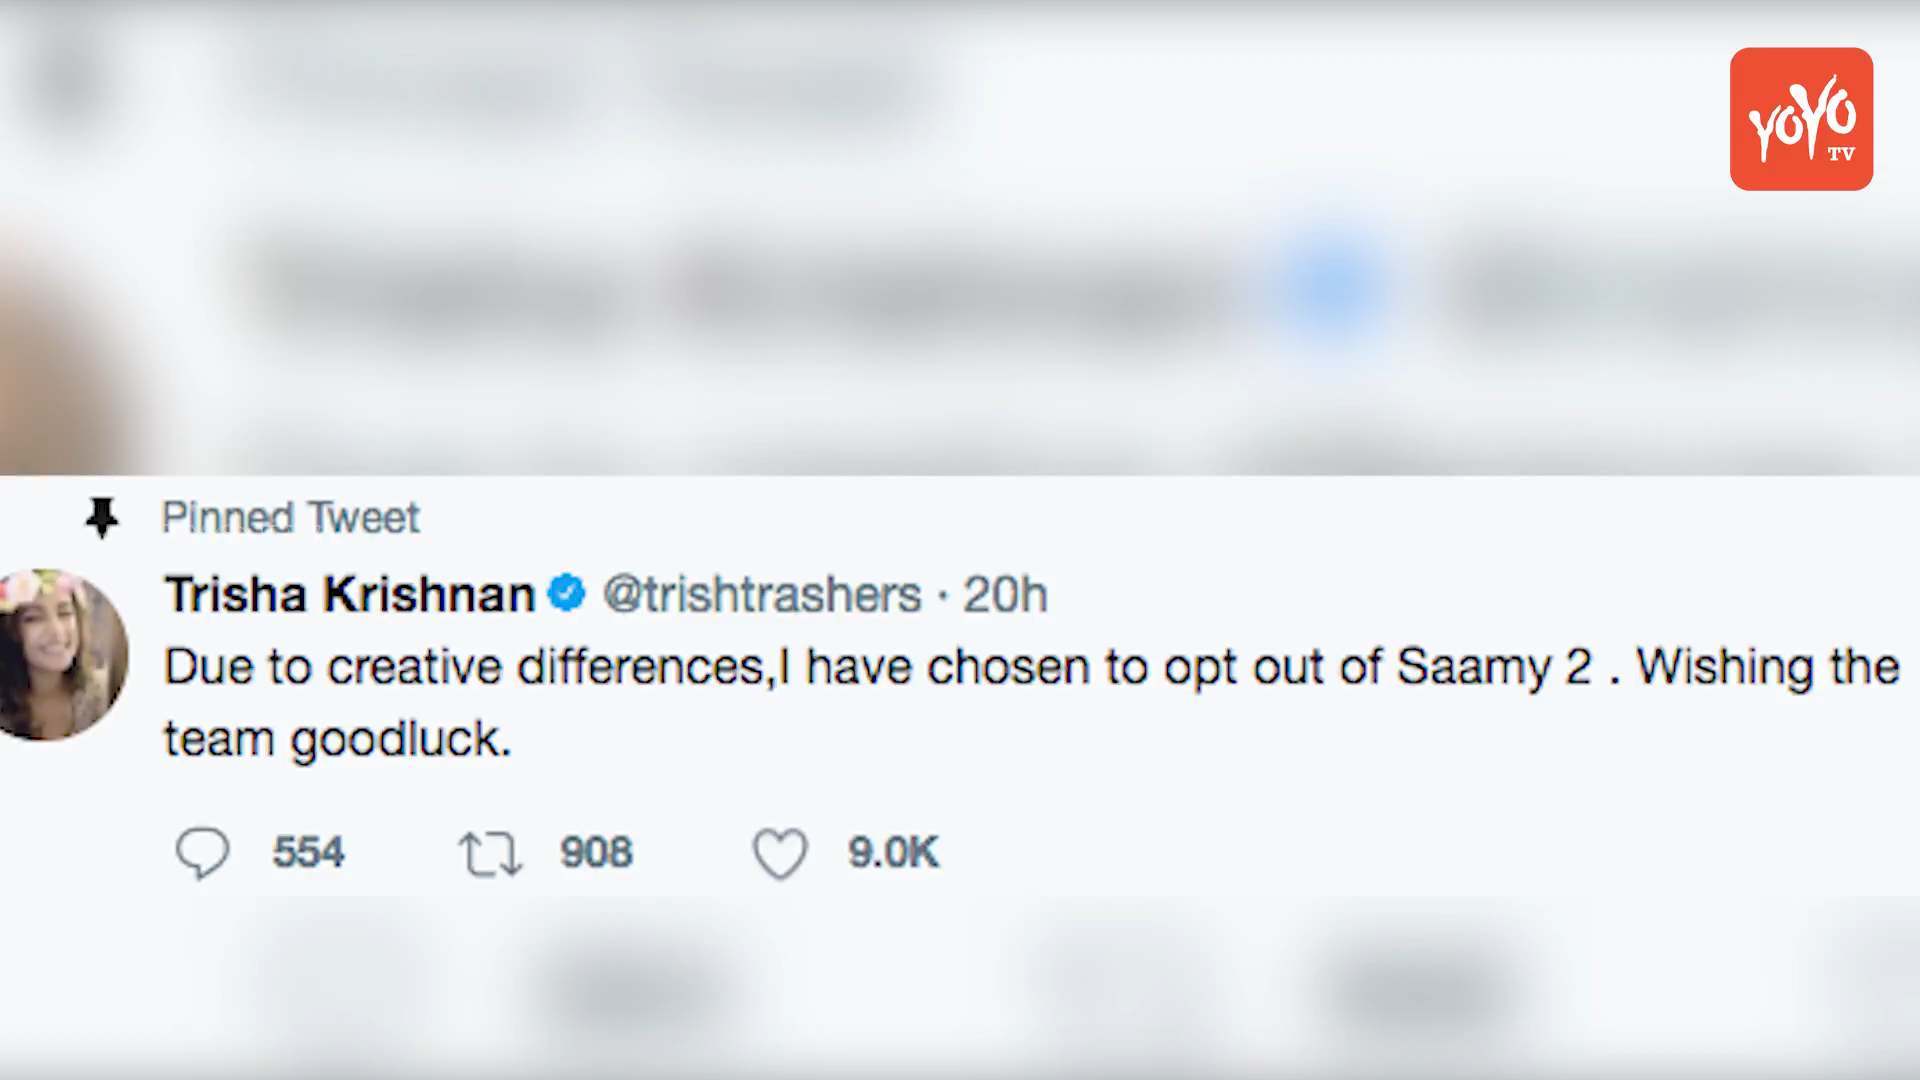 YOYO
TV
Pinned Tweet
Trisha Krishnan @trishtrashers · 20h
Due to creative differences,I have chosen to opt out of Saamy 2 . Wishing the
team goodluck.
554 908 9.0K